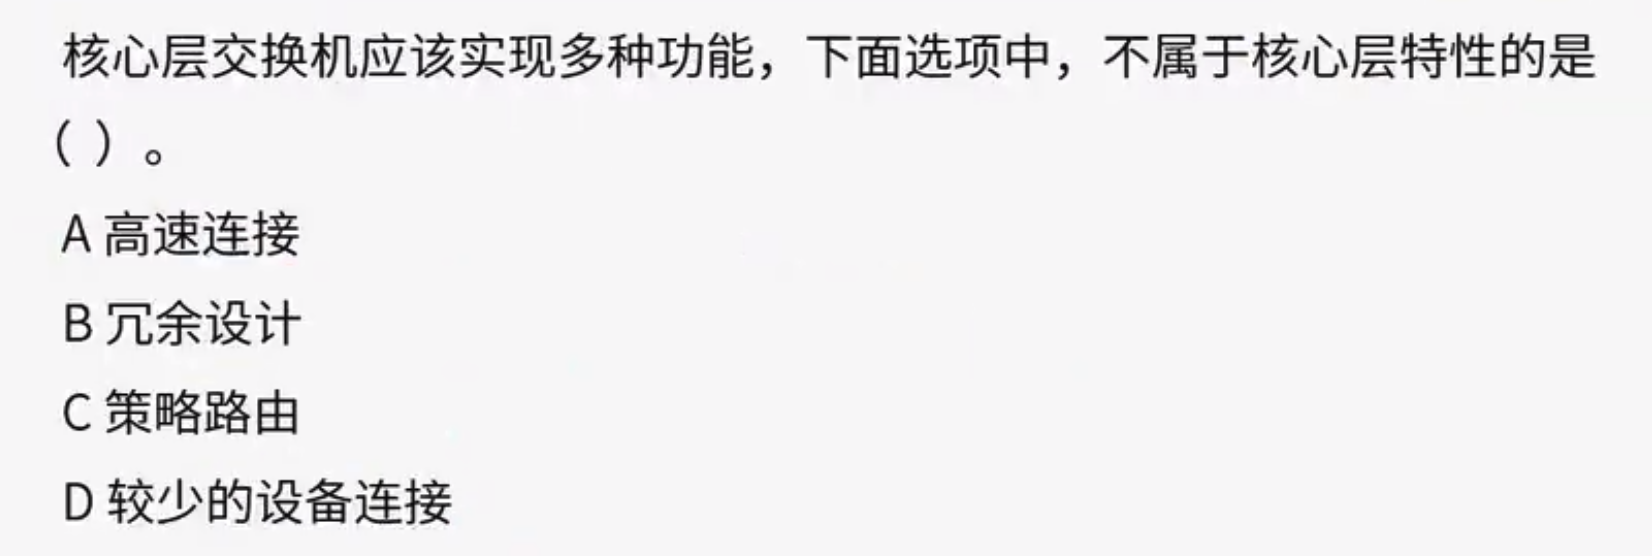 核心层交换机应该实现多种功能，下面选项中，不属于核心层特性的是
（ ）。
A 高速连接
B 冗余设计
C 策略路由
D 较少的设备连接